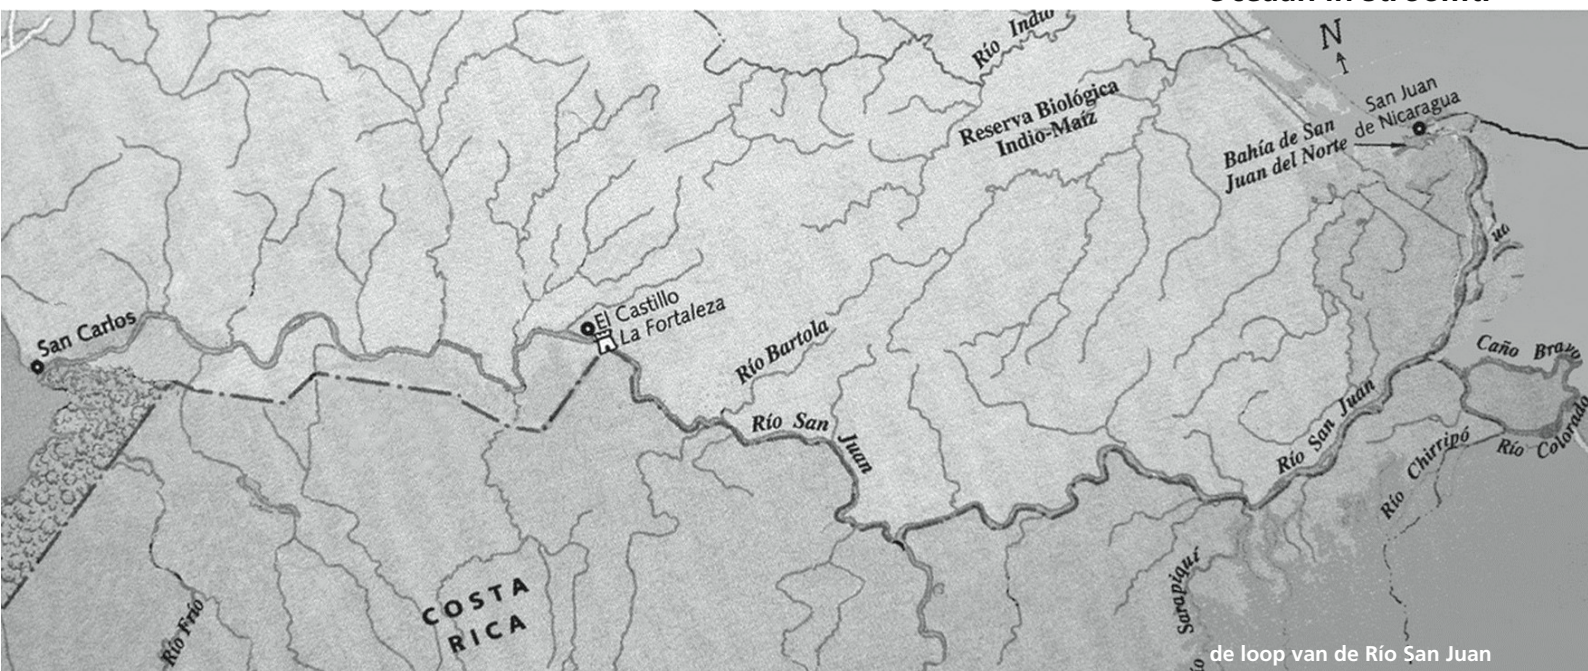 Río Indio
N
Reserva Biológica
Indio-Maíz
San Juan
de Nicaragua
Bahía de San
Juan del Norte
San Carlos
El Castillo
La Fortaleza
Río Bartola
Río San Juan
Río San Juan
Caño Bravo
Río Colorado
Río Chirripó
Sarapiquí
Río Frío
COSTA
RICA
de loop van de Río San Juan